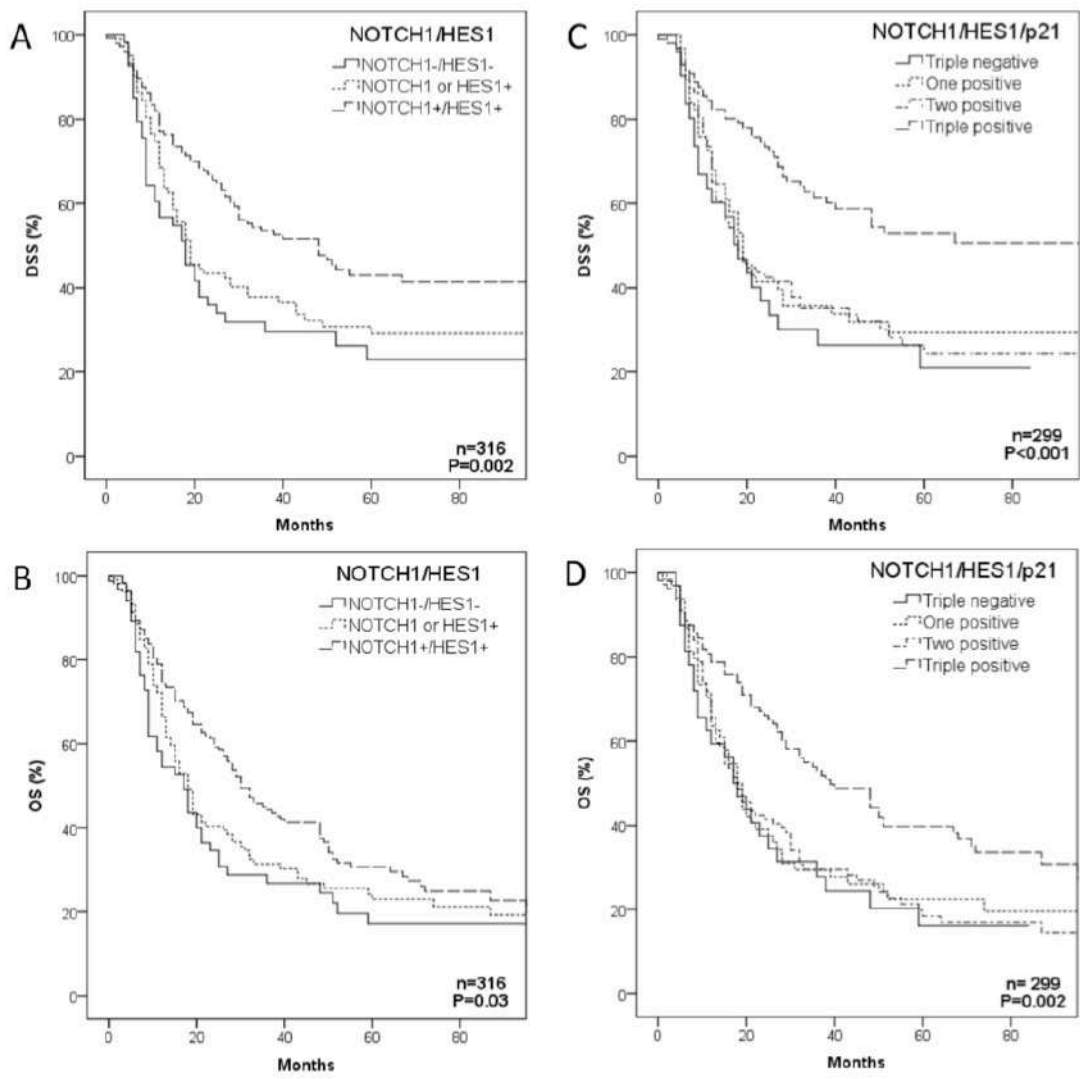 A
NOTCH1/HES1
NOTCH1-/HES1-
NOTCH1 or HES1+
NOTCH1+/HES1+
100
80
60
40
20
0
DSS (%)
n=316
P=0.002
0 20 40 60 80
Months
C
NOTCH1/HES1/p21
Triple negative
One positive
Two positive
Triple positive
100
80
60
40
20
0
DSS (%)
n=299
P<0.001
0 20 40 60 80
Months
B
NOTCH1/HES1
NOTCH1-/HES1-
NOTCH1 or HES1+
NOTCH1+/HES1+
100
80
60
40
20
0
OS (%)
n=316
P=0.03
0 20 40 60 80
Months
D
NOTCH1/HES1/p21
Triple negative
One positive
Two positive
Triple positive
100
80
60
40
20
0
OS (%)
n= 299
P=0.002
0 20 40 60 80
Months